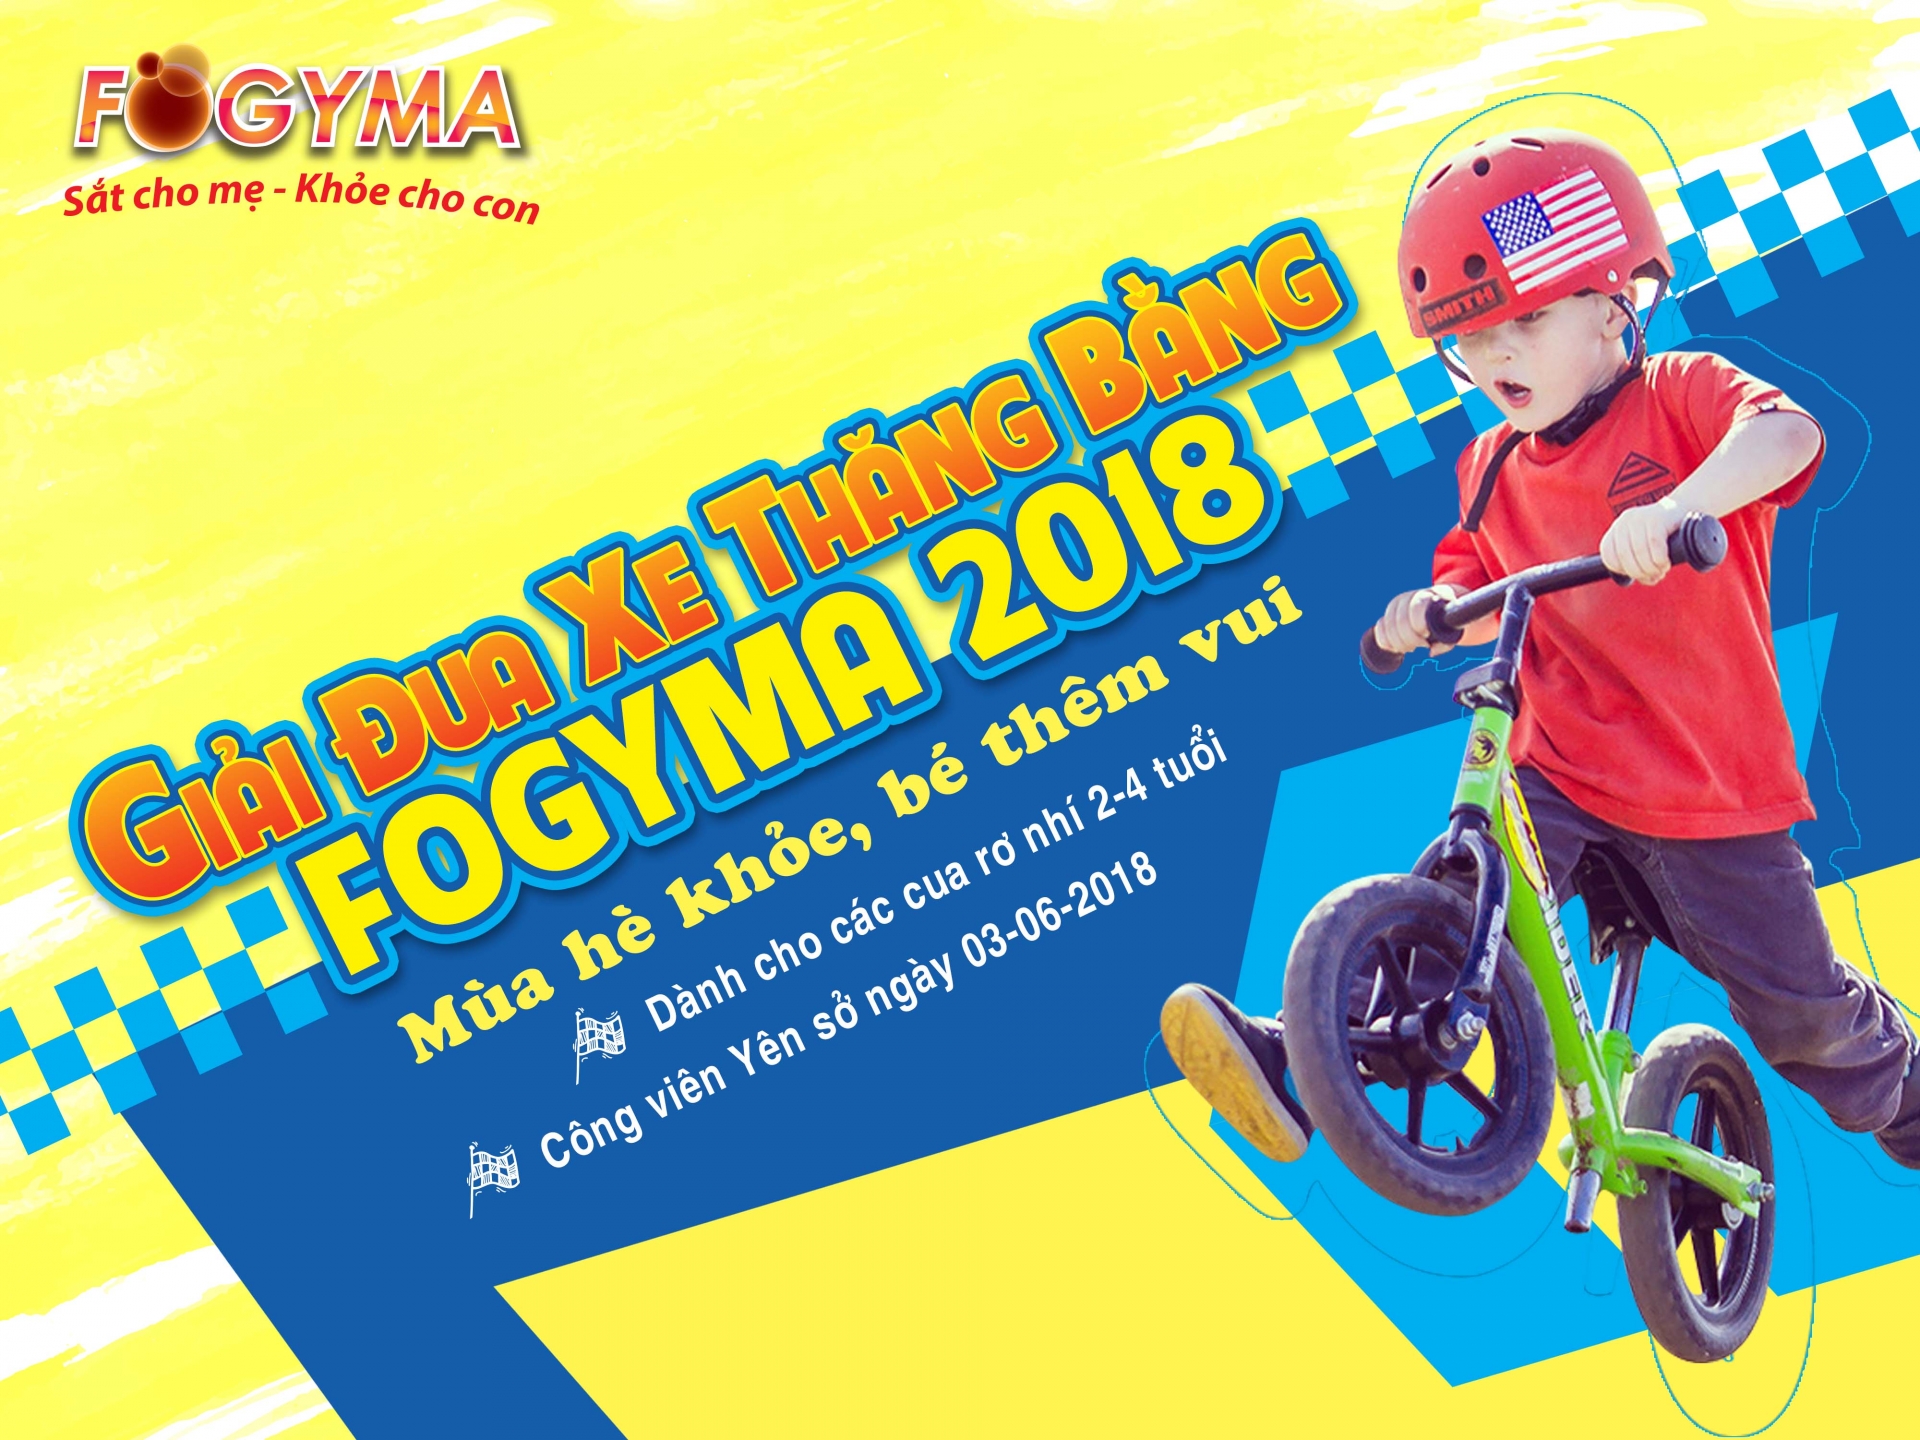 FOGYMA
Sắt cho mẹ - Khỏe cho con
GIẢI ĐUA XE THĂNG BẰNG
FOGYMA 2018
Mùa hè khỏe, bé thêm vui
Dành cho các cua rơ nhí 2-4 tuổi
Công viên Yên sở ngày 03-06-2018
SMITH